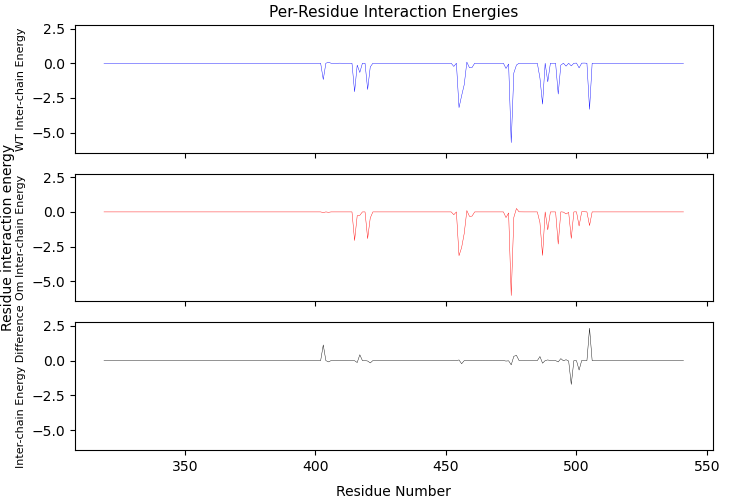 Per-Residue Interaction Energies
Residue interaction energy
WT Inter-chain Energy
2.5
0.0
−2.5
−5.0
Om Inter-chain Energy
2.5
0.0
−2.5
−5.0
Inter-chain Energy Difference
2.5
0.0
−2.5
−5.0
350 400 450 500 550
Residue Number